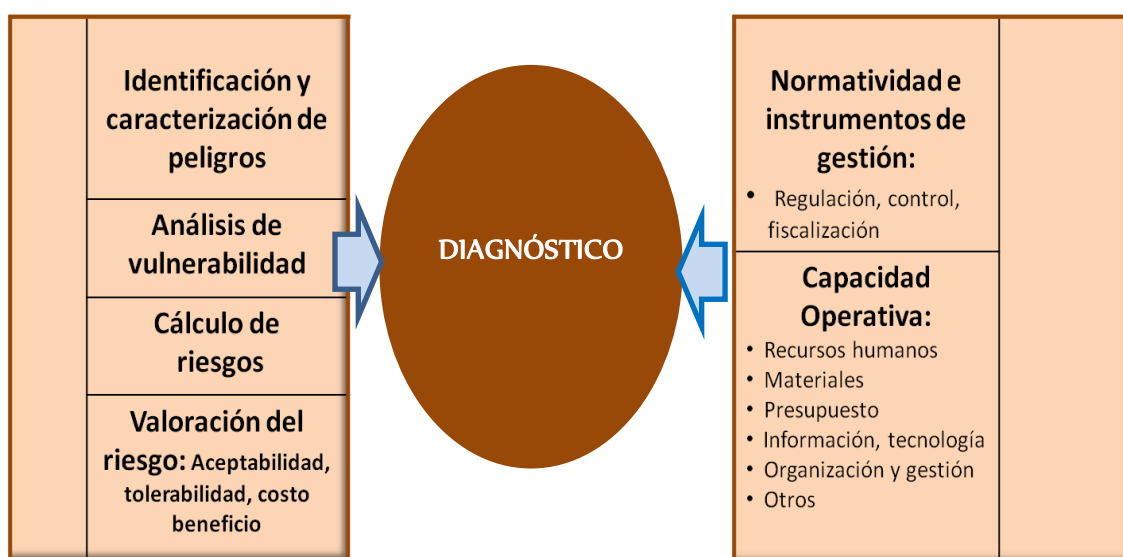 Identificación y
caracterización de
peligros
Análisis de
vulnerabilidad
Cálculo de
riesgos
Valoración del
riesgo: Aceptabilidad,
tolerabilidad, costo
beneficio
DIAGNÓSTICO
Normatividad e
instrumentos de
gestión:
• Regulación, control,
fiscalización
Capacidad
Operativa:
• Recursos humanos
• Materiales
• Presupuesto
• Información, tecnología
• Organización y gestión
• Otros